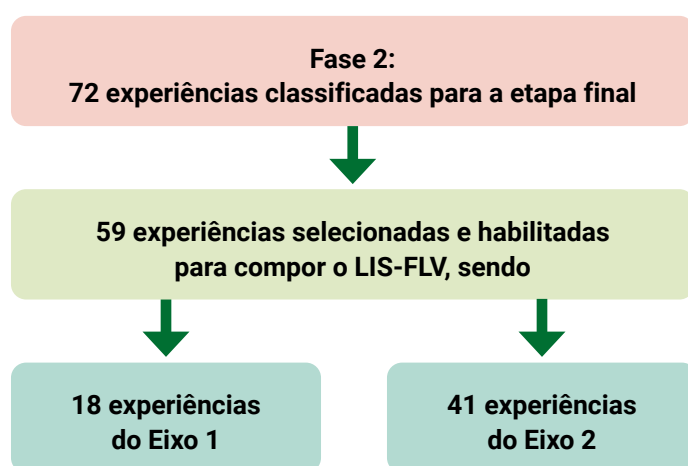 Fase 2:
72 experiências classificadas para a etapa final
59 experiências selecionadas e habilitadas
para compor o LIS-FLV, sendo
18 experiências
do Eixo 1
41 experiências
do Eixo 2